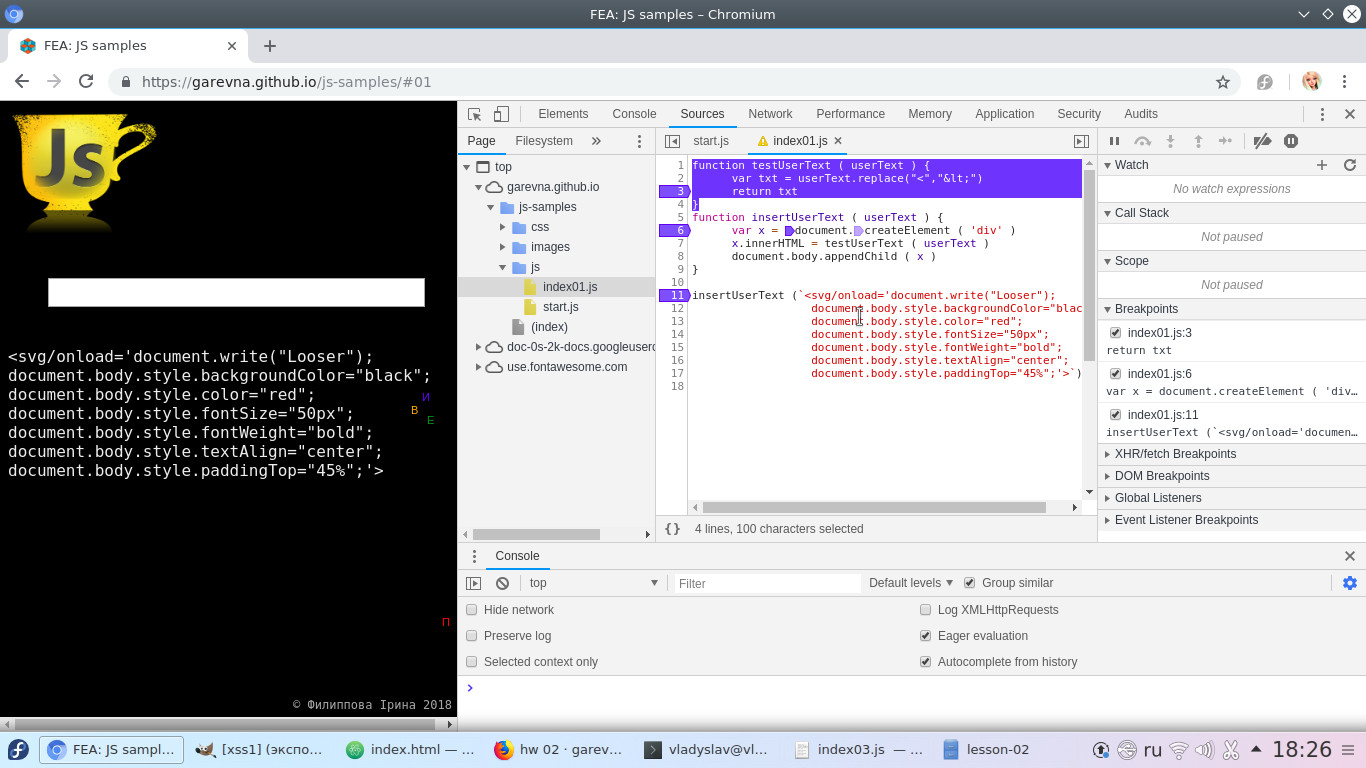 FEA: JS samples – Chromium
FEA: JS samples
https://garevna.github.io/js-samples/#01
Js
<svg/onload='document.write("Looser");
document.body.style.backgroundColor="black";
document.body.style.color="red";
document.body.style.fontSize="50px";
document.body.style.fontWeight="bold";
document.body.style.textAlign="center";
document.body.style.paddingTop="45%";'>
И
В
Е
П
© Филиппова Ірина 2018
Elements Console Sources Network Performance Memory Application Security Audits
Page Filesystem »
top
garevna.github.io
js-samples
css
images
js
index01.js
start.js
(index)
doc-0s-2k-docs.googleuserc
use.fontawesome.com
start.js index01.js
1 function testUserText ( userText ) {
2 var txt = userText.replace("<","&lt;")
3 return txt
4 }
5 function insertUserText ( userText ) {
6 var x = document.createElement ( 'div' )
7 x.innerHTML = testUserText ( userText )
8 document.body.appendChild ( x )
9 }
10
11 insertUserText (`<svg/onload='document.write("Looser");
12 document.body.style.backgroundColor="blac
13 document.body.style.color="red";
14 document.body.style.fontSize="50px";
15 document.body.style.fontWeight="bold";
16 document.body.style.textAlign="center";
17 document.body.style.paddingTop="45%";'>`)
18
{} 4 lines, 100 characters selected
Watch
No watch expressions
Call Stack
Not paused
Scope
Not paused
Breakpoints
index01.js:3
return txt
index01.js:6
var x = document.createElement ( 'div…
index01.js:11
insertUserText (`<svg/onload='documen…
XHR/fetch Breakpoints
DOM Breakpoints
Global Listeners
Event Listener Breakpoints
Console
top Filter Default levels Group similar
Hide network Log XMLHttpRequests
Preserve log Eager evaluation
Selected context only Autocomplete from history
FEA: JS sampl... [xss1] (экспо... index.html — ... hw 02 · garev... vladyslav@vl... index03.js — ... lesson-02 ru 18:26